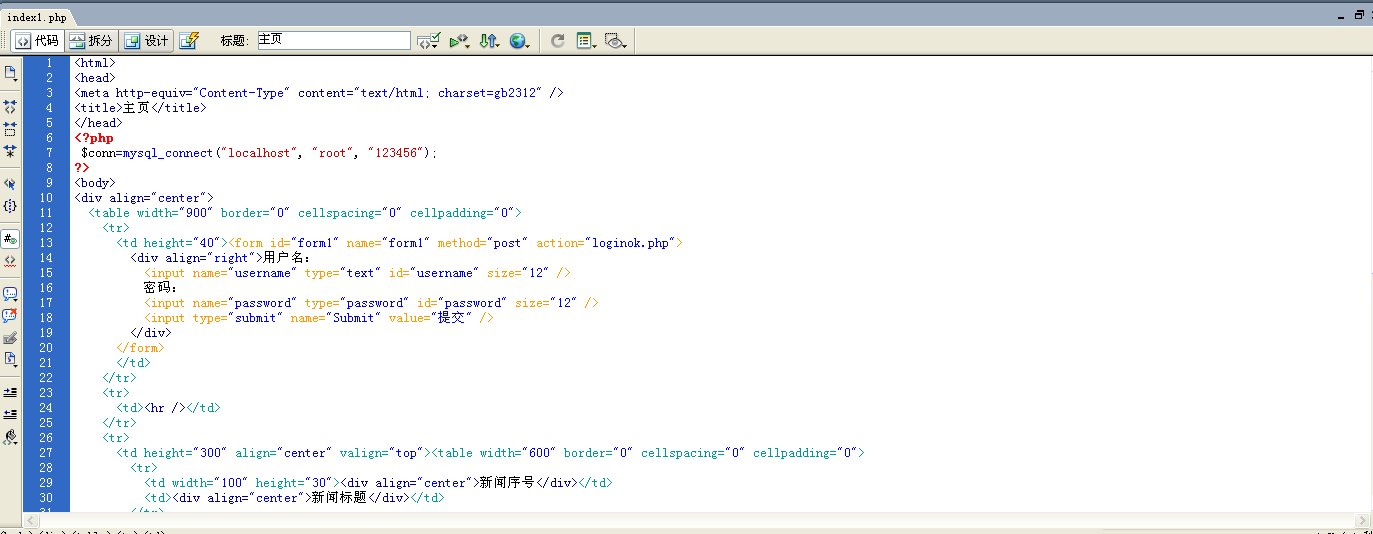 index1.php
代码 拆分 设计 标题: 主页
1 <html>
2 <head>
3 <meta http-equiv="Content-Type" content="text/html; charset=gb2312" />
4 <title>主页</title>
5 </head>
6 <?php
7 $conn=mysql_connect("localhost", "root", "123456");
8 ?>
9 <body>
10 <div align="center">
11 <table width="900" border="0" cellspacing="0" cellpadding="0">
12 <tr>
13 <td height="40"><form id="form1" name="form1" method="post" action="loginok.php">
14 <div align="right">用户名:
15 <input name="username" type="text" id="username" size="12" />
16 密码:
17 <input name="password" type="password" id="password" size="12" />
18 <input type="submit" name="Submit" value="提交" />
19 </div>
20 </form>
21 </td>
22 </tr>
23 <tr>
24 <td><hr /></td>
25 </tr>
26 <tr>
27 <td height="300" align="center" valign="top"><table width="600" border="0" cellspacing="0" cellpadding="0">
28 <tr>
29 <td width="100" height="30"><div align="center">新闻序号</div></td>
30 <td><div align="center">新闻标题</div></td>
31 </tr>